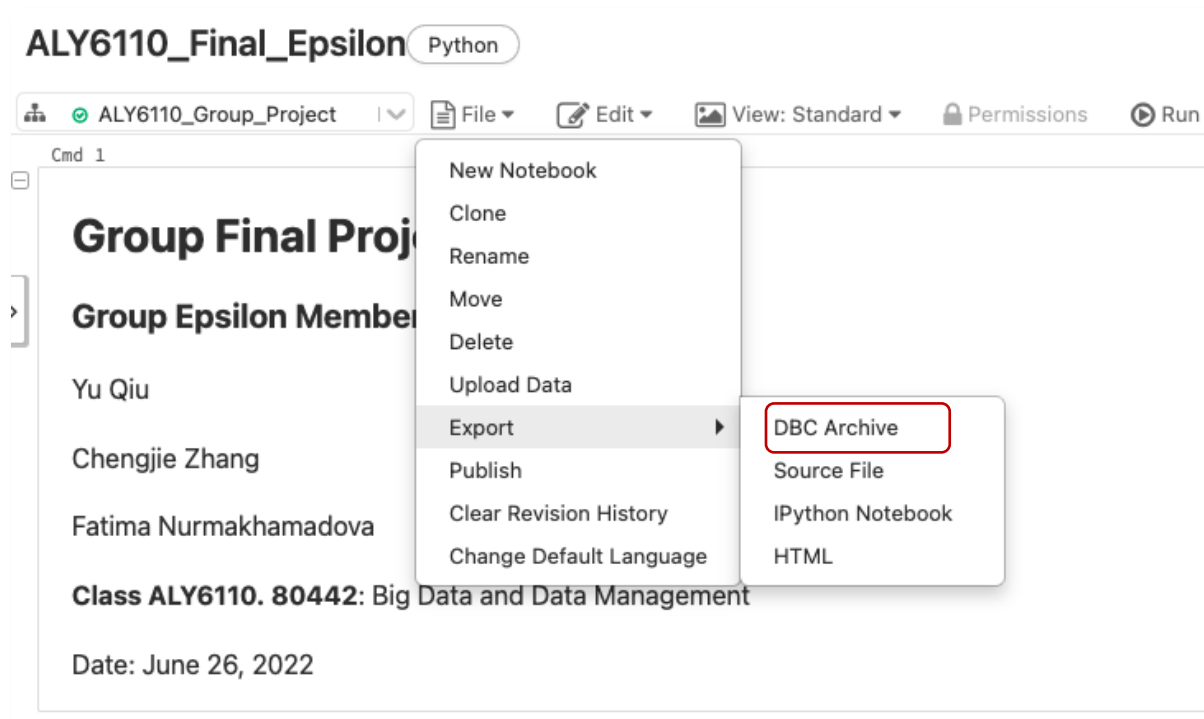 ALY6110_Final_Epsilon Python
ALY6110_Group_Project File Edit View: Standard Permissions Run
Cmd 1
Group Final Proj
Group Epsilon Member
Yu Qiu
Chengjie Zhang
Fatima Nurmakhamadova
Class ALY6110. 80442: Big Data and Data Management
Date: June 26, 2022
New Notebook
Clone
Rename
Move
Delete
Upload Data
Export
Publish
Clear Revision History
Change Default Language
DBC Archive
Source File
IPython Notebook
HTML